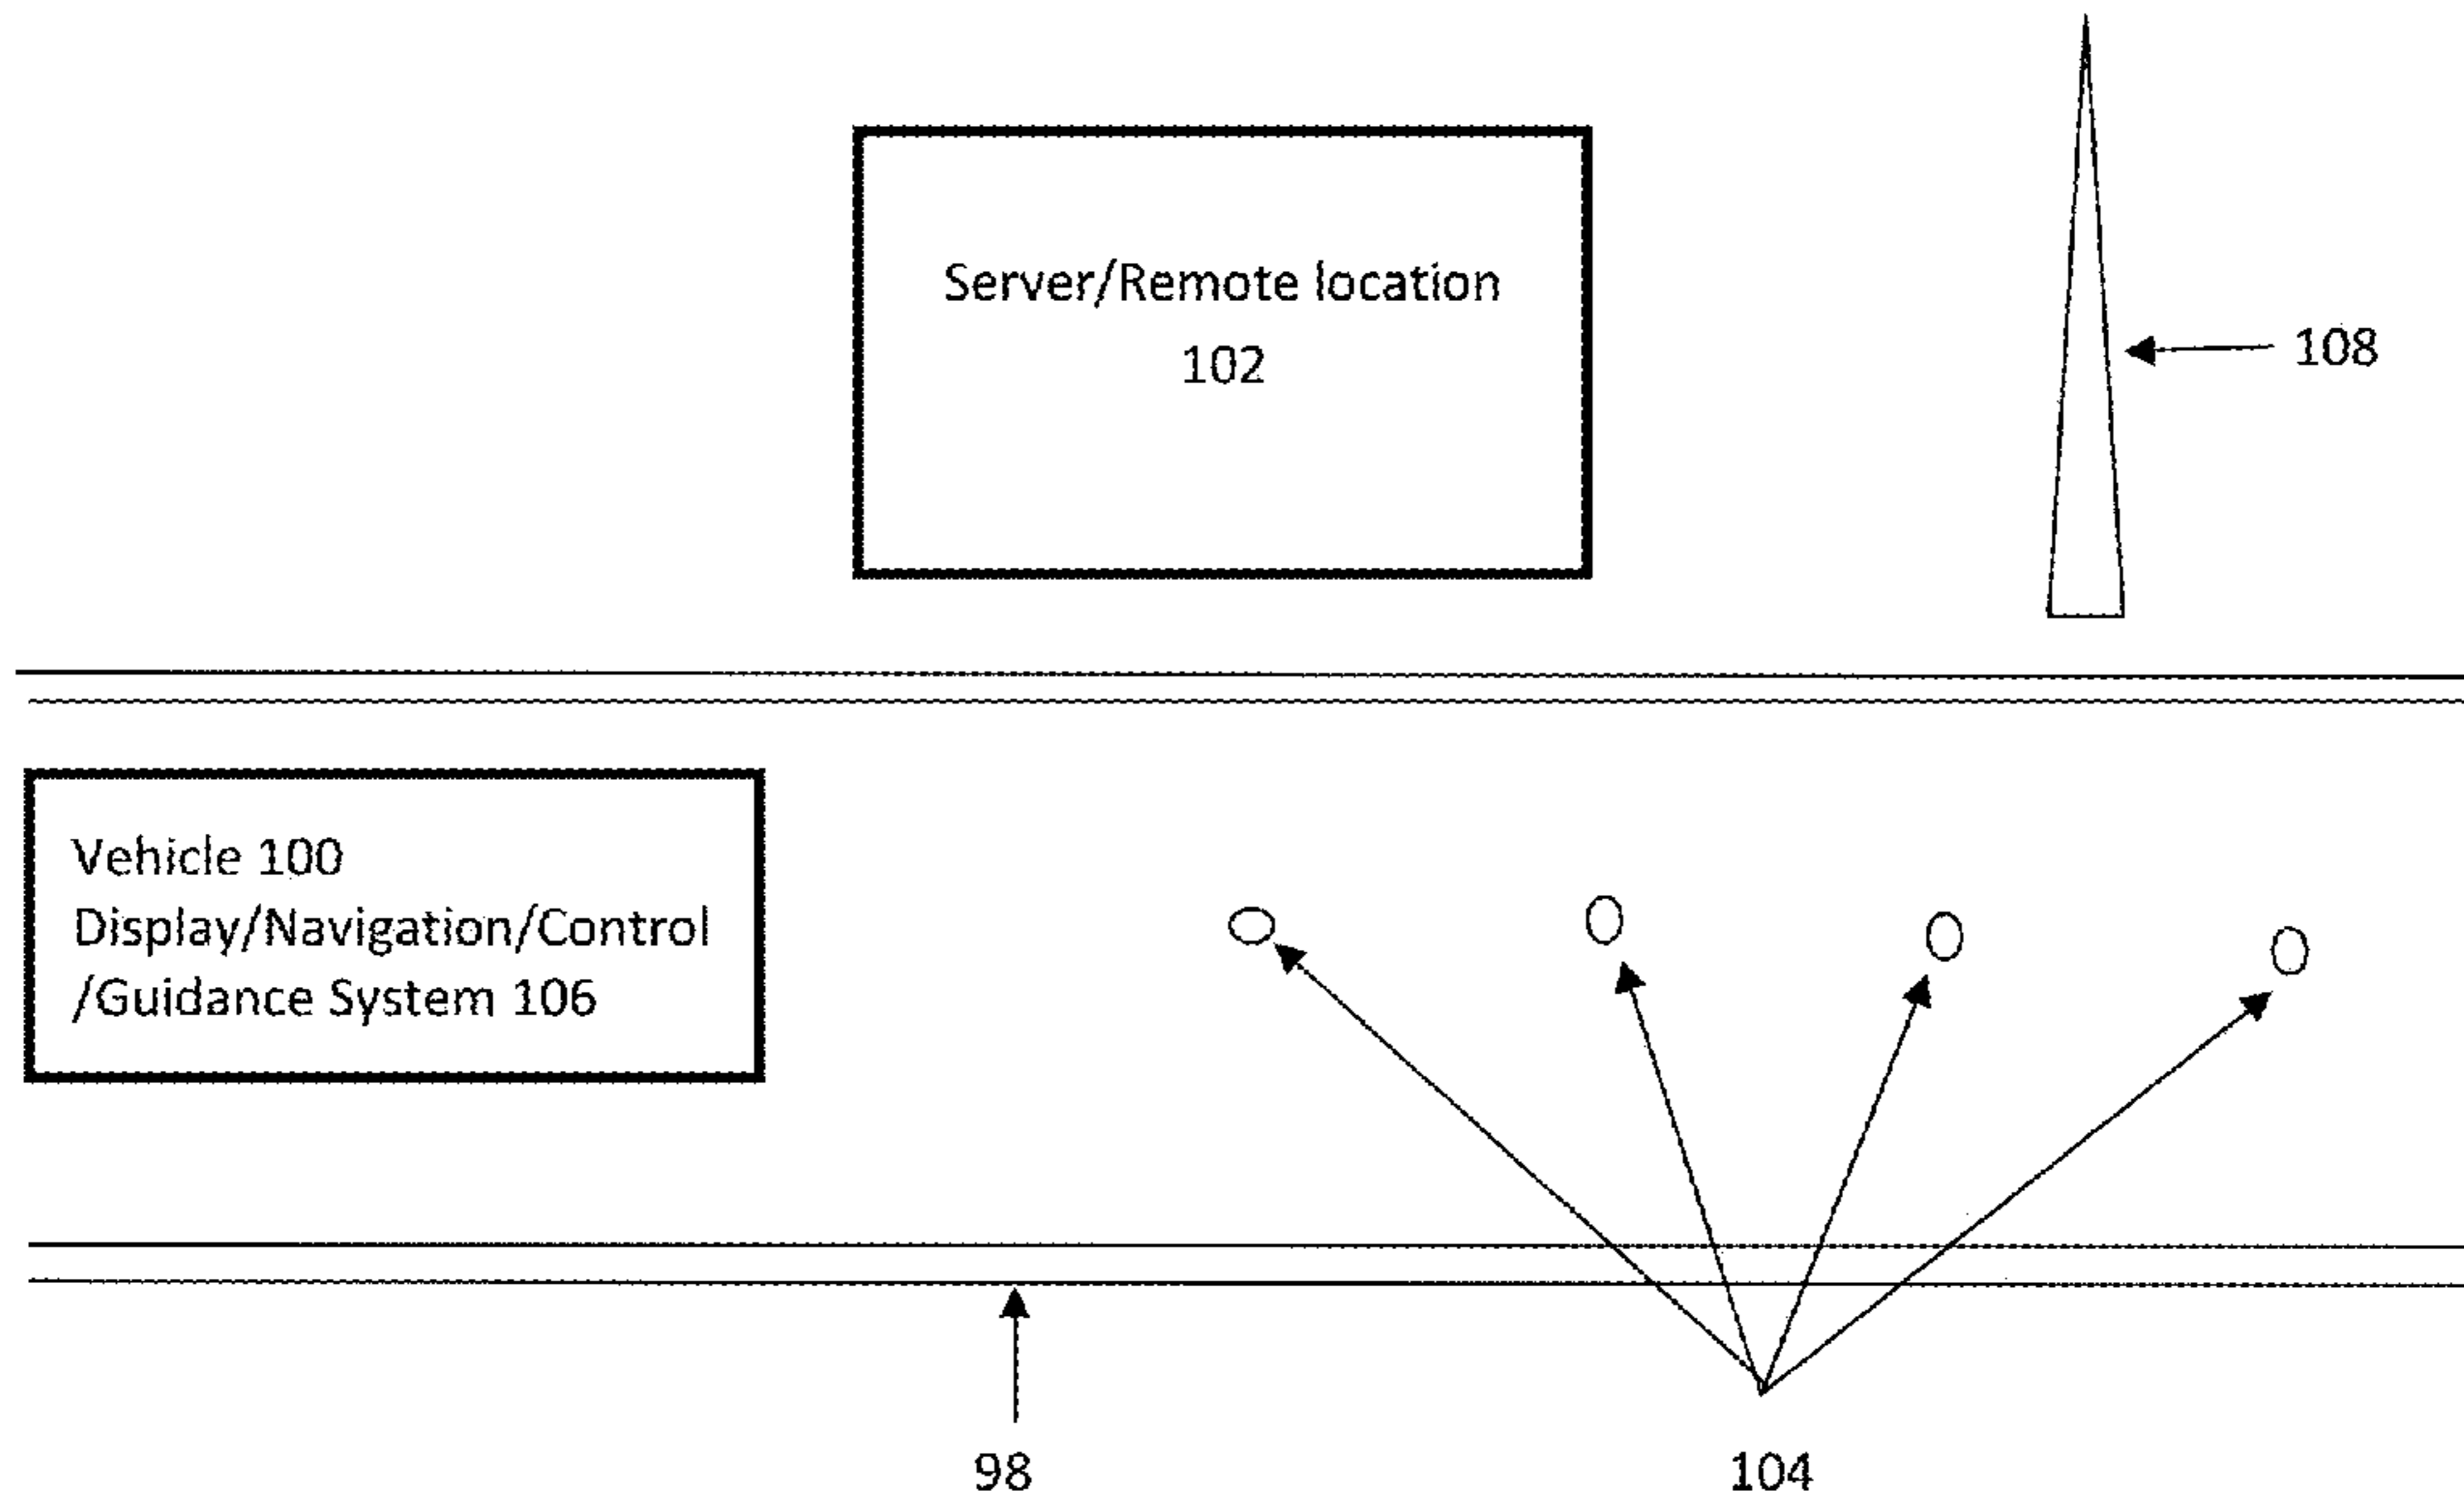 Server/Remote location
102
108
Vehicle 100
Display/Navigation/Control
/Guidance System 106
98
104